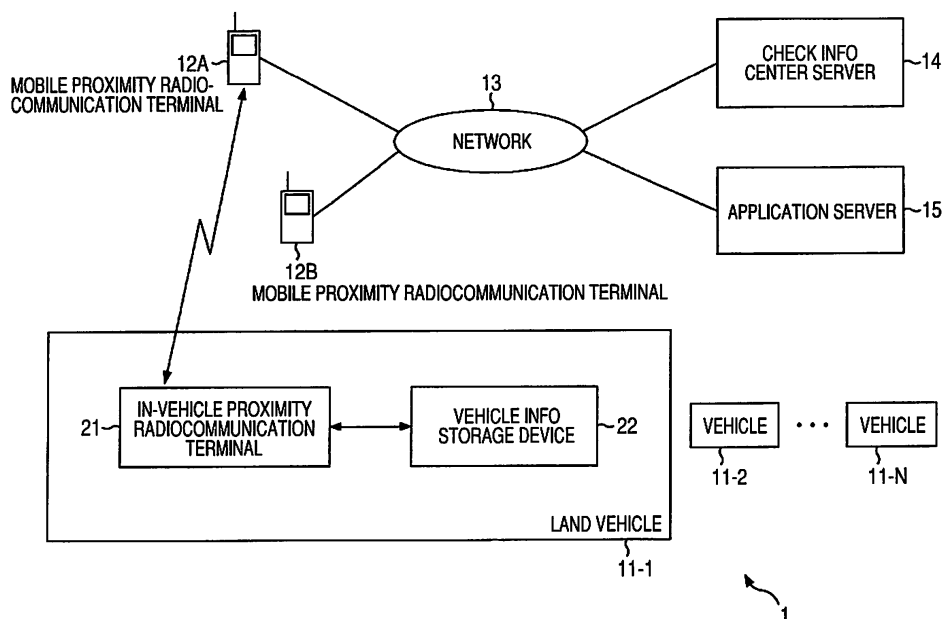 12A
MOBILE PROXIMITY RADIO-
COMMUNICATION TERMINAL
13
NETWORK
CHECK INFO
CENTER SERVER
14
APPLICATION SERVER
15
12B
MOBILE PROXIMITY RADIOCOMMUNICATION TERMINAL
21
IN-VEHICLE PROXIMITY
RADIOCOMMUNICATION
TERMINAL
VEHICLE INFO
STORAGE DEVICE
22
LAND VEHICLE
11-1
VEHICLE
11-2
• • •
VEHICLE
11-N
1